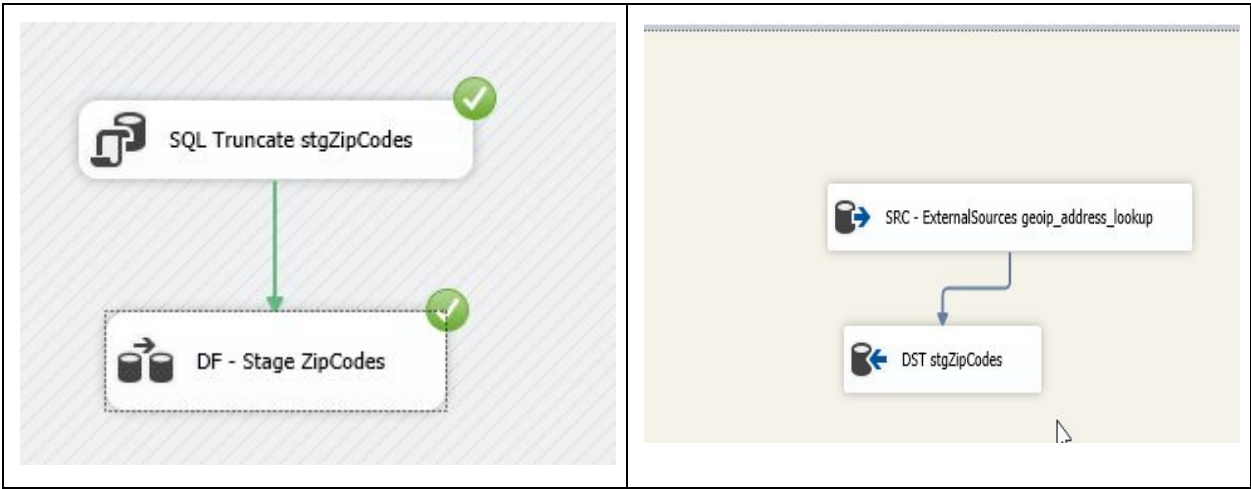 SQL Truncate stgZipCodes
DF - Stage ZipCodes
SRC - ExternalSources geoip_address_lookup
DST stgZipCodes